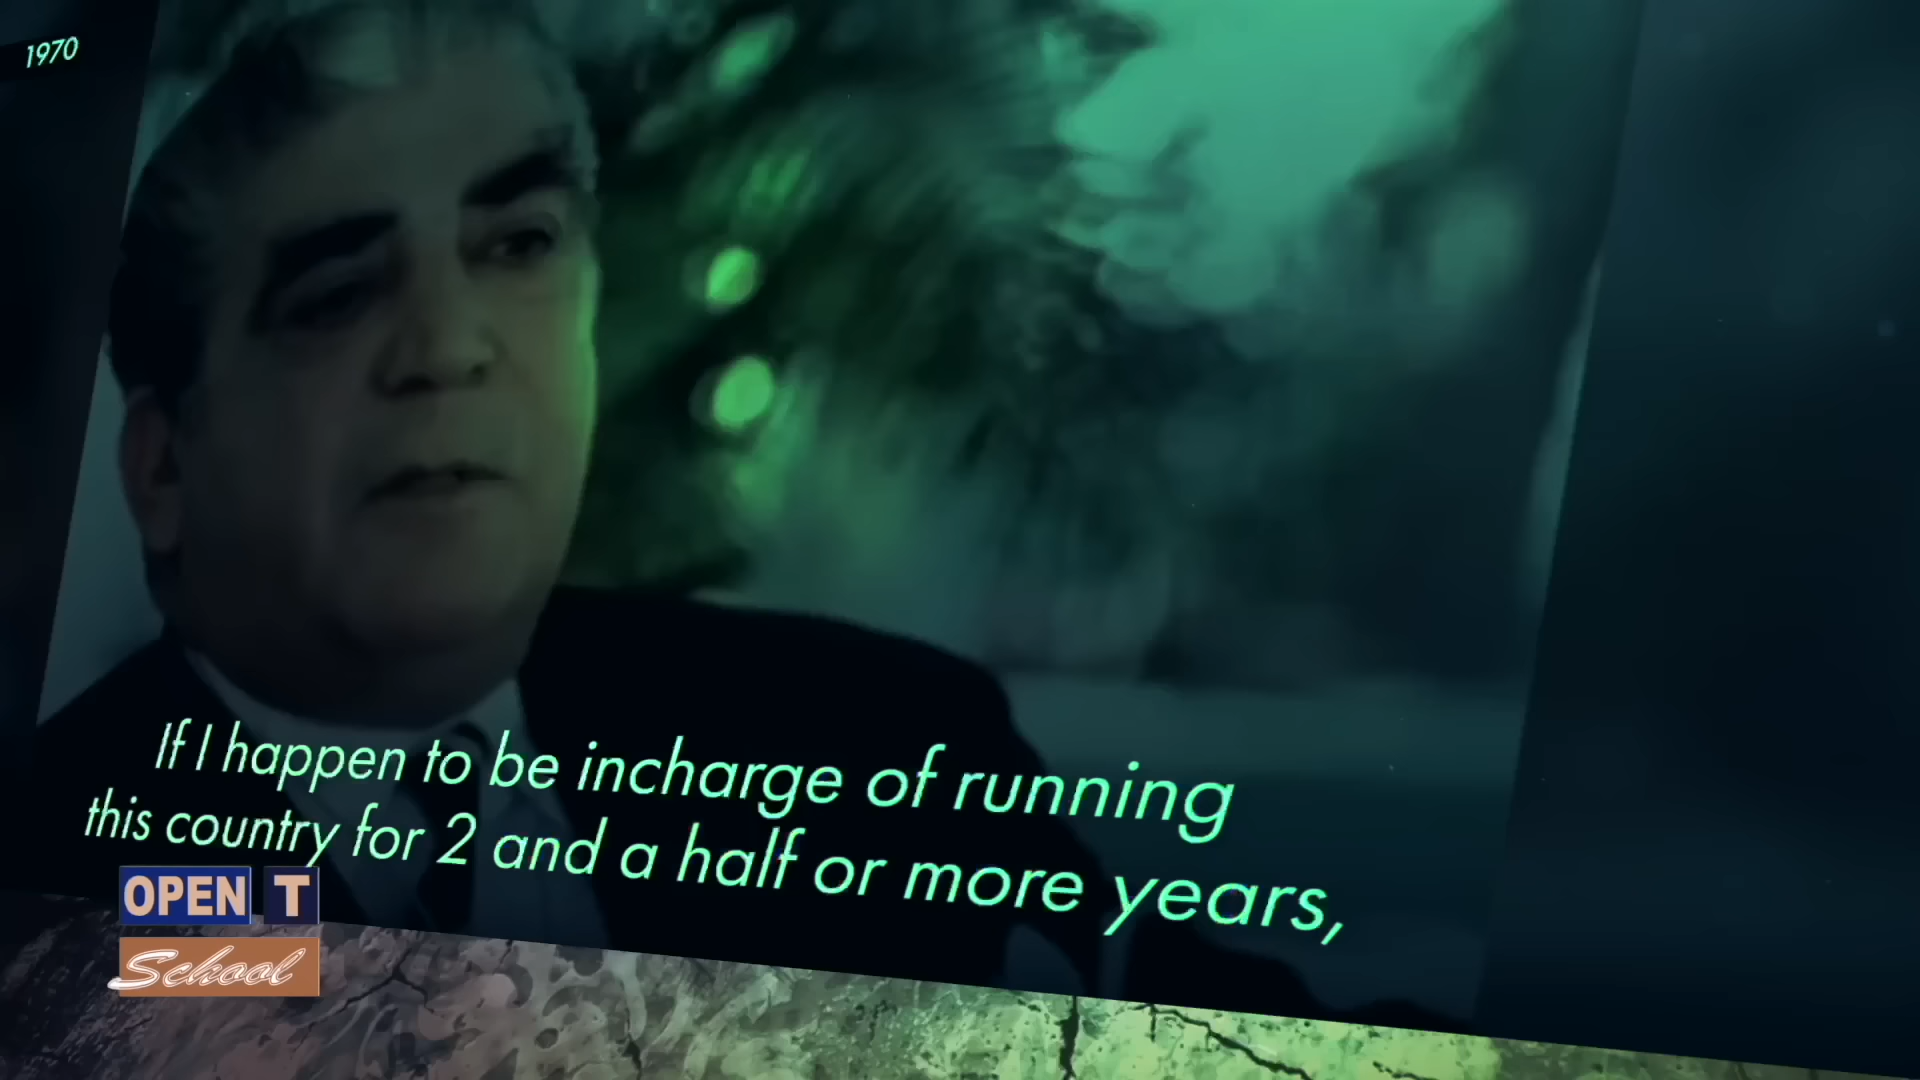 1970
If I happen to be incharge of running
this country for 2 and a half or more years,
OPEN T
School